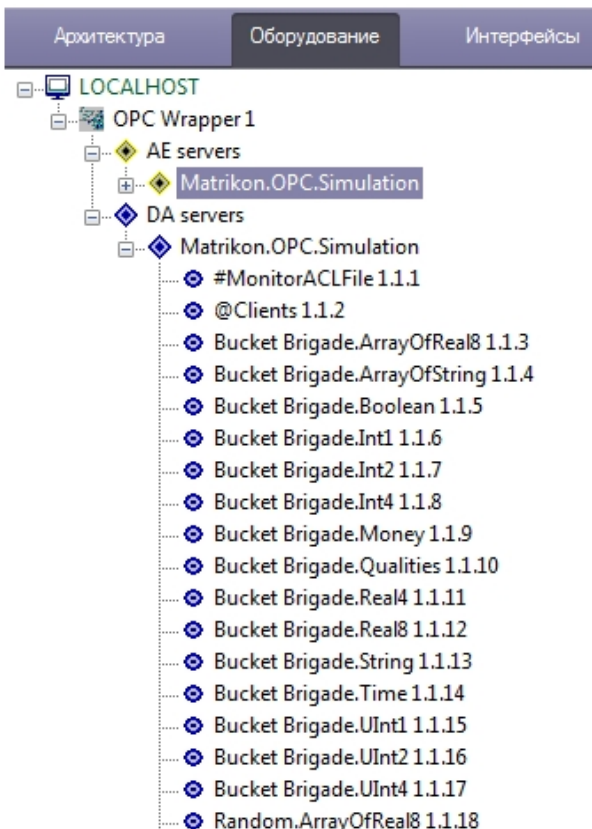 Архитектура Оборудование Интерфейсы
LOCALHOST
OPC Wrapper 1
AE servers
Matrikon.OPC.Simulation
DA servers
Matrikon.OPC.Simulation
#MonitorACLFile 1.1.1
@Clients 1.1.2
Bucket Brigade.ArrayOfReal8 1.1.3
Bucket Brigade.ArrayOfString 1.1.4
Bucket Brigade.Boolean 1.1.5
Bucket Brigade.Int1 1.1.6
Bucket Brigade.Int2 1.1.7
Bucket Brigade.Int4 1.1.8
Bucket Brigade.Money 1.1.9
Bucket Brigade.Qualities 1.1.10
Bucket Brigade.Real4 1.1.11
Bucket Brigade.Real8 1.1.12
Bucket Brigade.String 1.1.13
Bucket Brigade.Time 1.1.14
Bucket Brigade.UInt1 1.1.15
Bucket Brigade.UInt2 1.1.16
Bucket Brigade.UInt4 1.1.17
Random.ArrayOfReal8 1.1.18